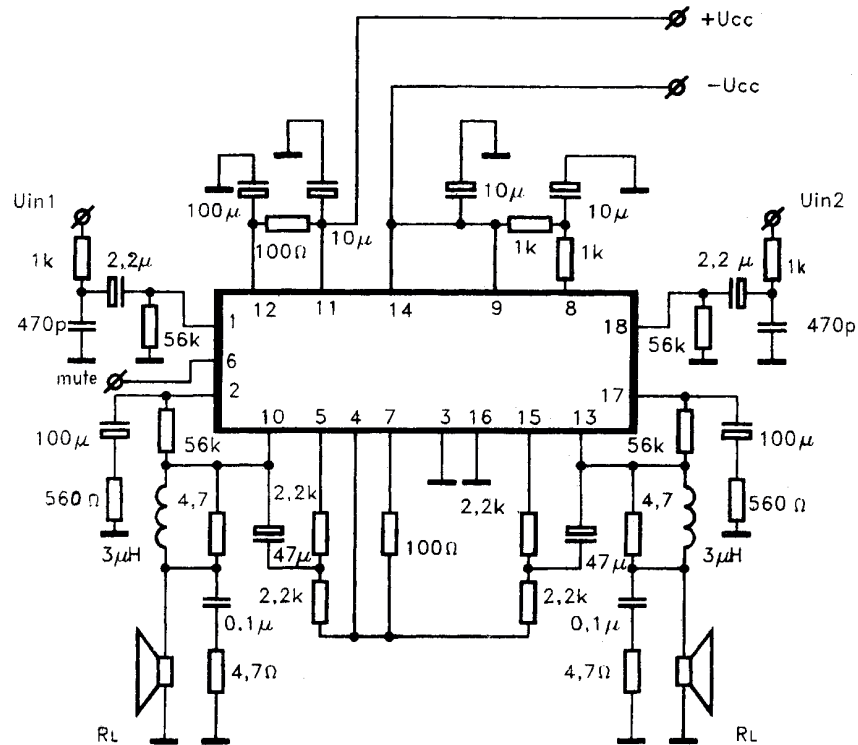 +Ucc
-Ucc
Uin1
10μ
10μ
Uin2
100μ
10μ
100Ω
1k
1k
1k
2,2μ
2,2 μ
1k
12
11
14
9
8
470p
56k
1
18
56k
470p
6
mute
2
17
10
5
4
7
3
16
15
13
100μ
56k
56k
100μ
560 Ω
4,7
2,2k
2,2k
4,7
560 Ω
3μH
47μ
100Ω
47μ
3μH
2,2k
2,2k
0,1μ
0,1μ
4,7Ω
4,7Ω
RL
RL